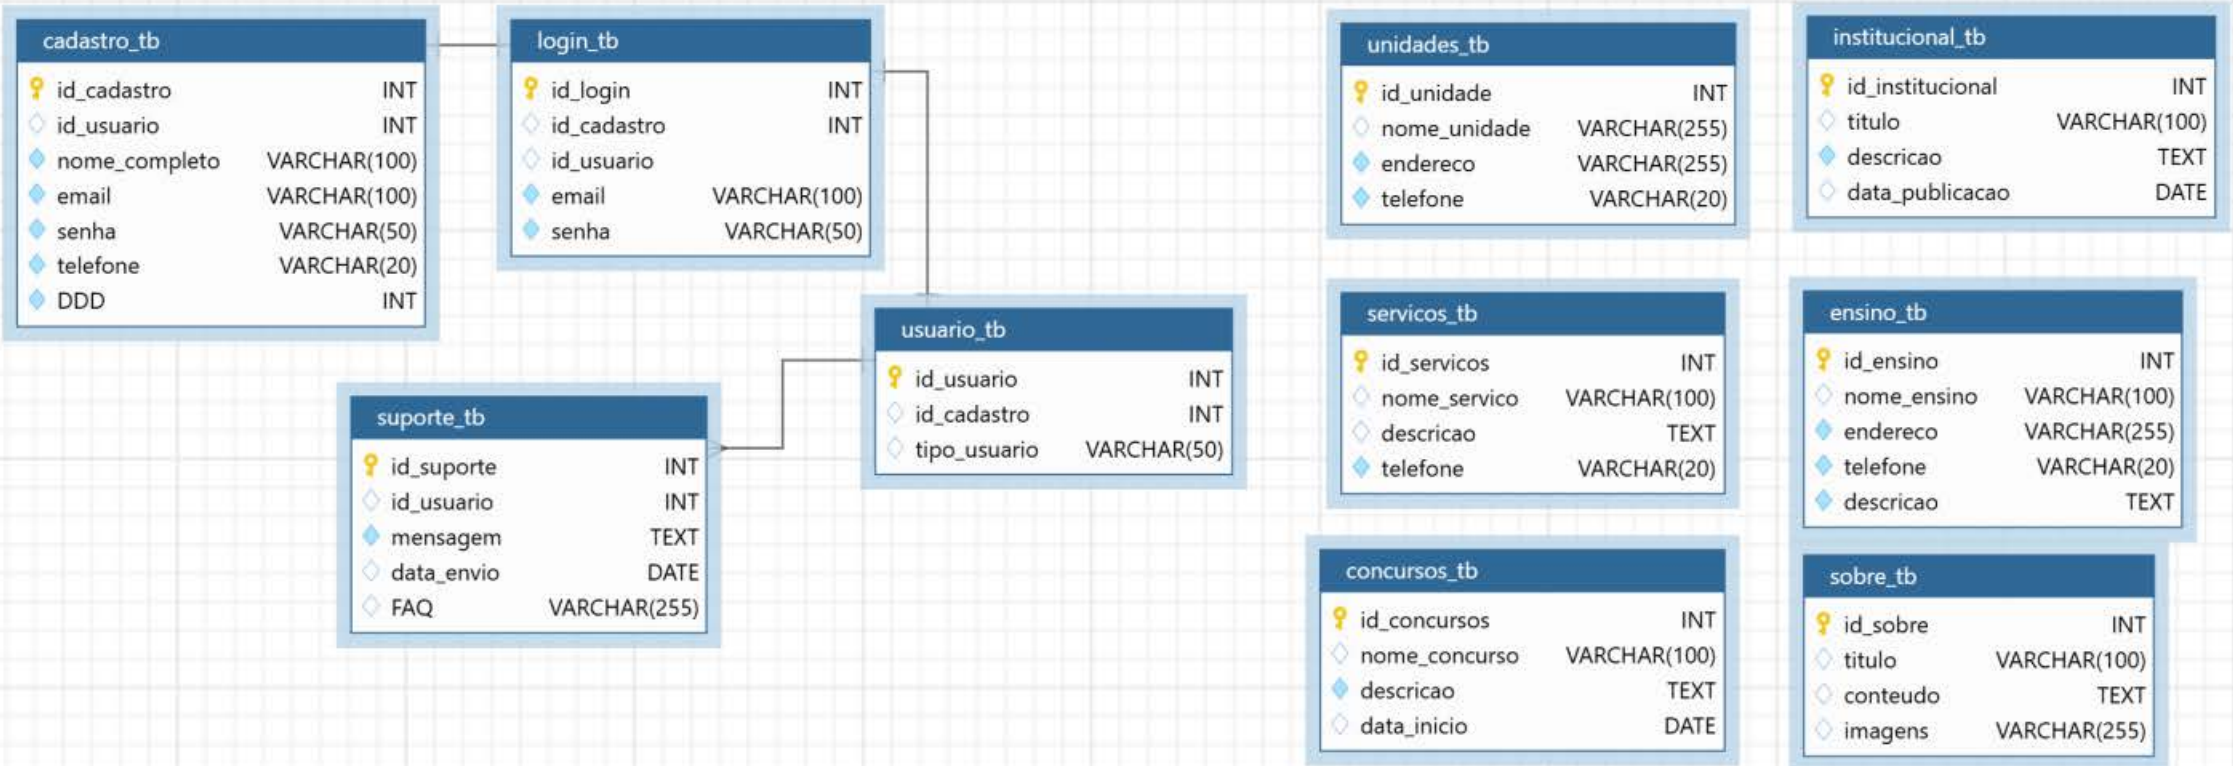 cadastro_tb
id_cadastro INT
id_usuario INT
nome_completo VARCHAR(100)
email VARCHAR(100)
senha VARCHAR(50)
telefone VARCHAR(20)
DDD INT
login_tb
id_login INT
id_cadastro INT
id_usuario
email VARCHAR(100)
senha VARCHAR(50)
usuario_tb
id_usuario INT
id_cadastro INT
tipo_usuario VARCHAR(50)
suporte_tb
id_suporte INT
id_usuario INT
mensagem TEXT
data_envio DATE
FAQ VARCHAR(255)
unidades_tb
id_unidade INT
nome_unidade VARCHAR(255)
endereco VARCHAR(255)
telefone VARCHAR(20)
institucional_tb
id_institucional INT
titulo VARCHAR(100)
descricao TEXT
data_publicacao DATE
servicos_tb
id_servicos INT
nome_servico VARCHAR(100)
descricao TEXT
telefone VARCHAR(20)
ensino_tb
id_ensino INT
nome_ensino VARCHAR(100)
endereco VARCHAR(255)
telefone VARCHAR(20)
descricao TEXT
concursos_tb
id_concursos INT
nome_concurso VARCHAR(100)
descricao TEXT
data_inicio DATE
sobre_tb
id_sobre INT
titulo VARCHAR(100)
conteudo TEXT
imagens VARCHAR(255)